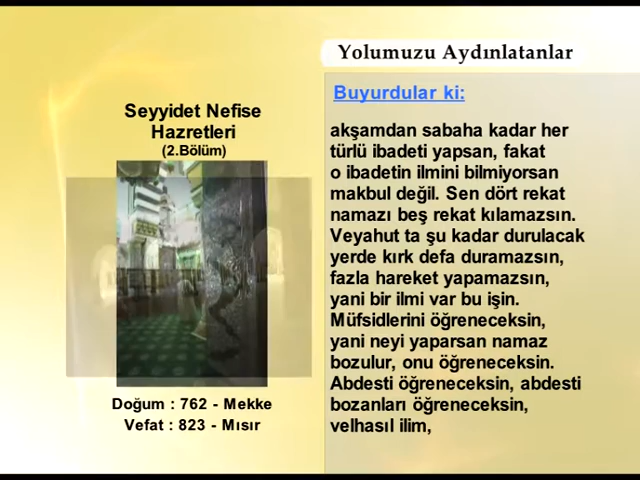 Yolumuzu Aydınlatanlar
Seyyidet Nefise
Hazretleri
(2.Bölüm)
Doğum : 762 - Mekke
Vefat : 823 - Mısır
Buyurdular ki:
akşamdan sabaha kadar her
türlü ibadeti yapsan, fakat
o ibadetin ilmini bilmiyorsan
makbul değil. Sen dört rekat
namazı beş rekat kılamazsın.
Veyahut ta şu kadar durulacak
yerde kırk defa duramazsın,
fazla hareket yapamazsın,
yani bir ilmi var bu işin.
Müfsidlerini öğreneceksin,
yani neyi yaparsan namaz
bozulur, onu öğreneceksin.
Abdesti öğreneceksin, abdesti
bozanları öğreneceksin,
velhasıl ilim,